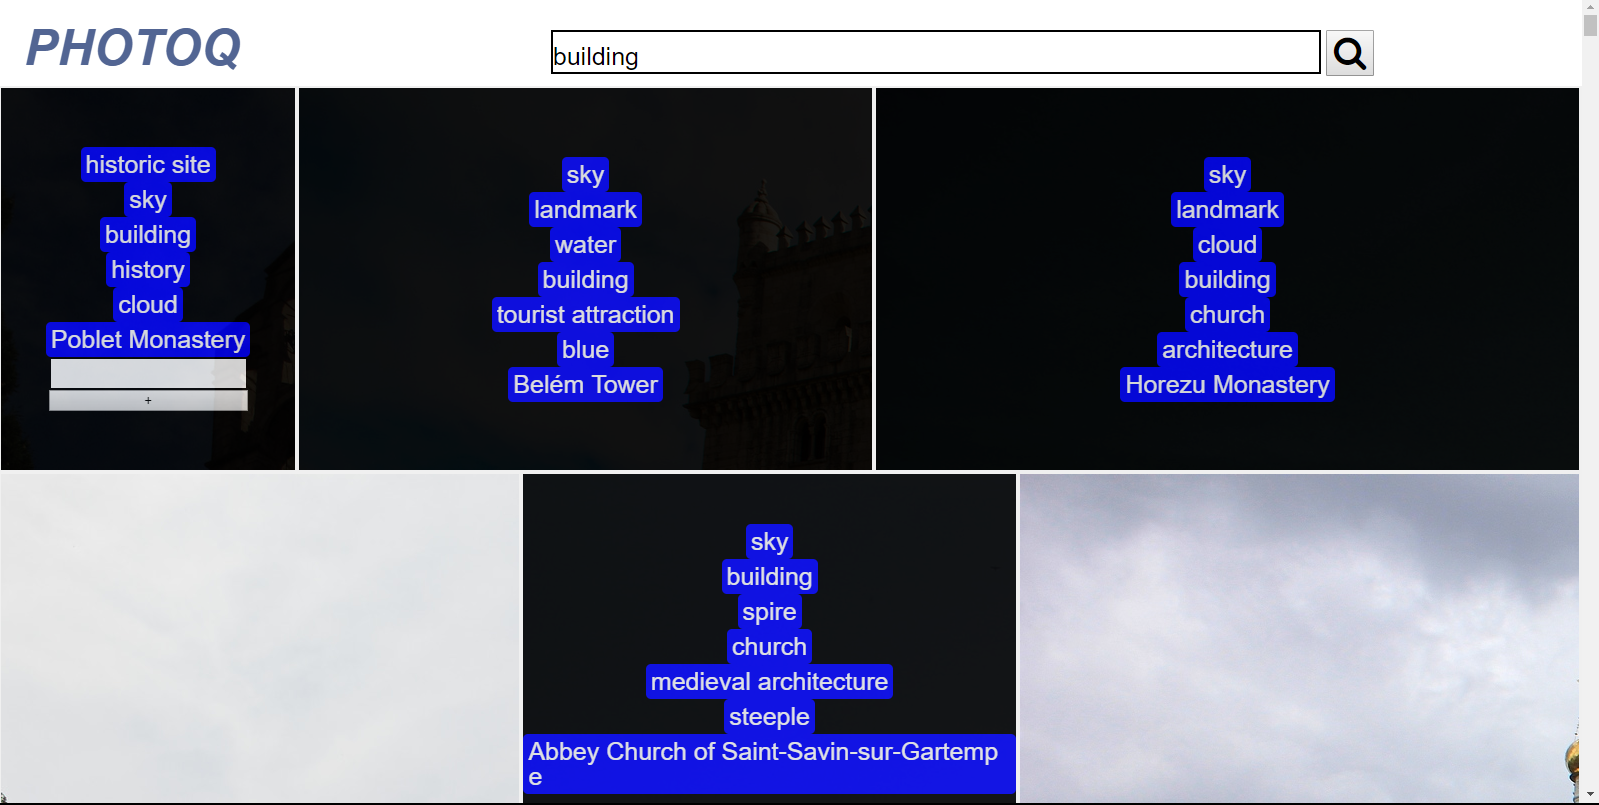 PHOTOQ
building
historic site
sky
building
history
cloud
Poblet Monastery
+
sky
landmark
water
building
tourist attraction
blue
Belém Tower
sky
landmark
cloud
building
church
architecture
Horezu Monastery
sky
building
spire
church
medieval architecture
steeple
Abbey Church of Saint-Savin-sur-Gartemp
e